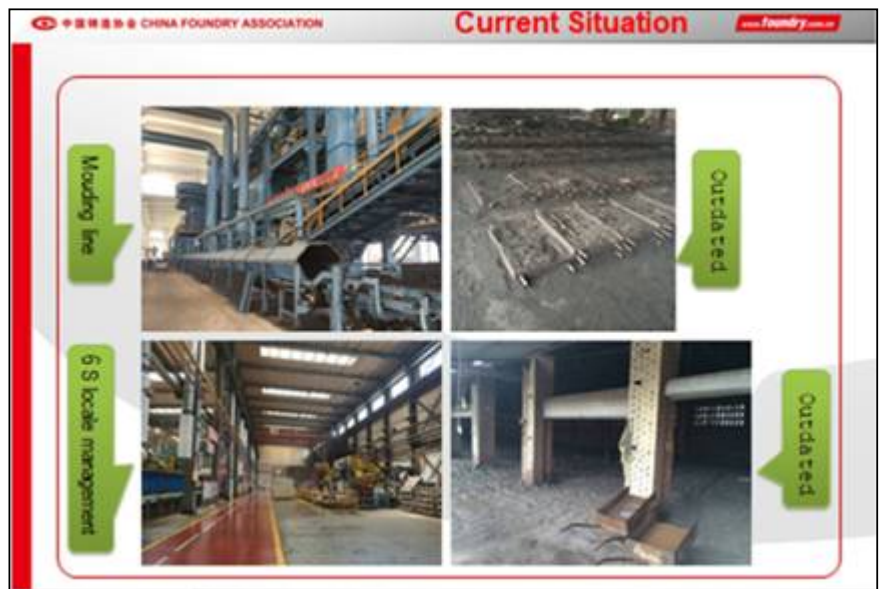 中国铸造协会 CHINA FOUNDRY ASSOCIATION
Current Situation
www.foundry.com.cn
Mouding line
Outdated
6 S locale management
Outdated